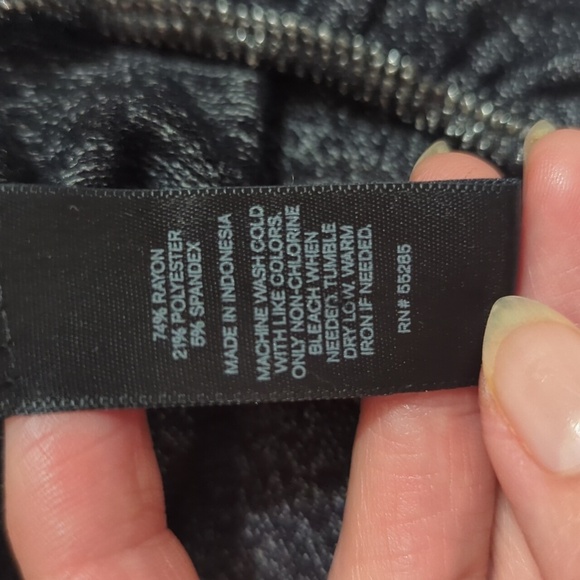 74% RAYON
21% POLYESTER
5% SPANDEX
MADE IN INDONESIA
MACHINE WASH COLD
WITH LIKE COLORS.
ONLY NON-CHLORINE
BLEACH WHEN
NEEDED. TUMBLE
DRY LOW. WARM
IRON IF NEEDED.
RN# 55285